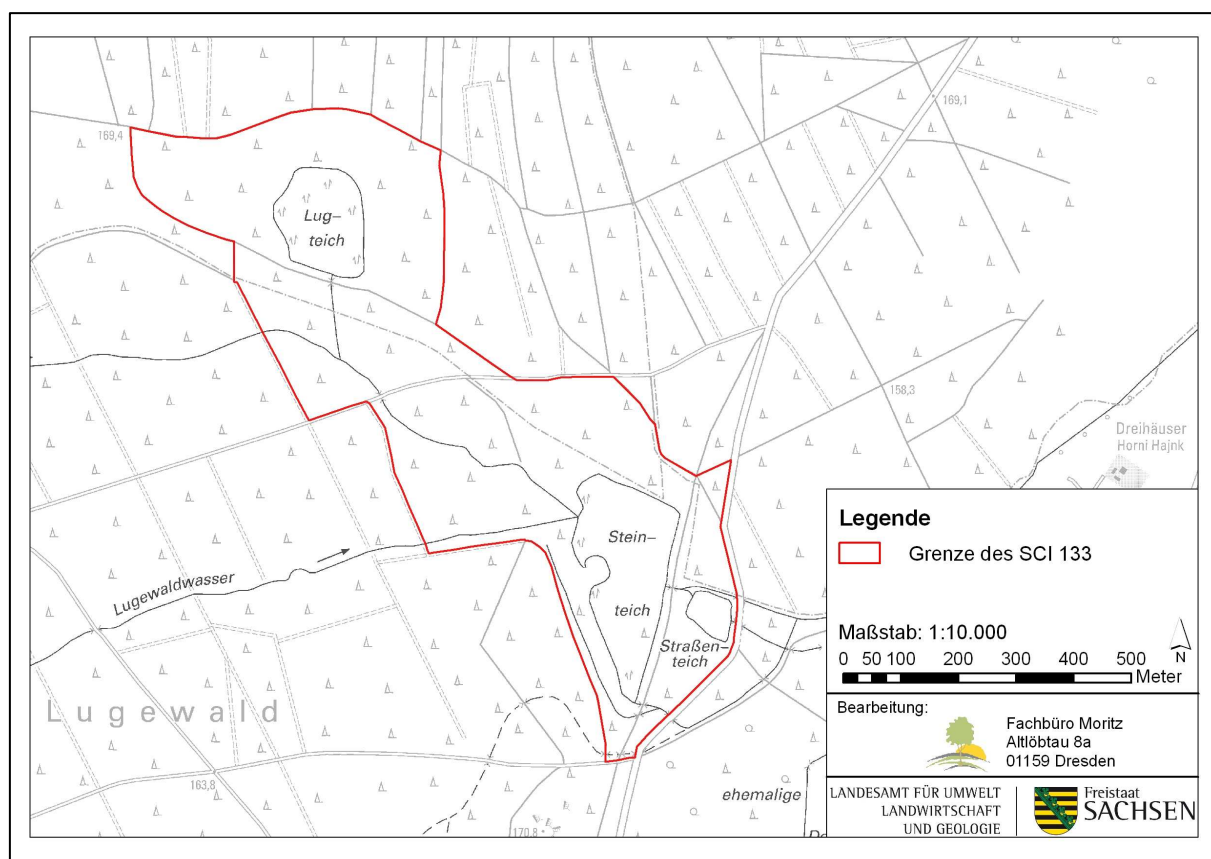 169,1
169,4
Lug-
teich
158,3
Dreihäuser
Horni Hajnk
Stein-
teich
Lugewaldwasser
Straßen-
teich
Lugewald
163,8
170,8
ehemalige
Legende
Grenze des SCI 133
Maßstab: 1:10.000
N
0 50 100 200 300 400 500
Meter
Bearbeitung:
Fachbüro Moritz
Altlöbtau 8a
01159 Dresden
LANDESAMT FÜR UMWELT
LANDWIRTSCHAFT
UND GEOLOGIE
Freistaat
SACHSEN